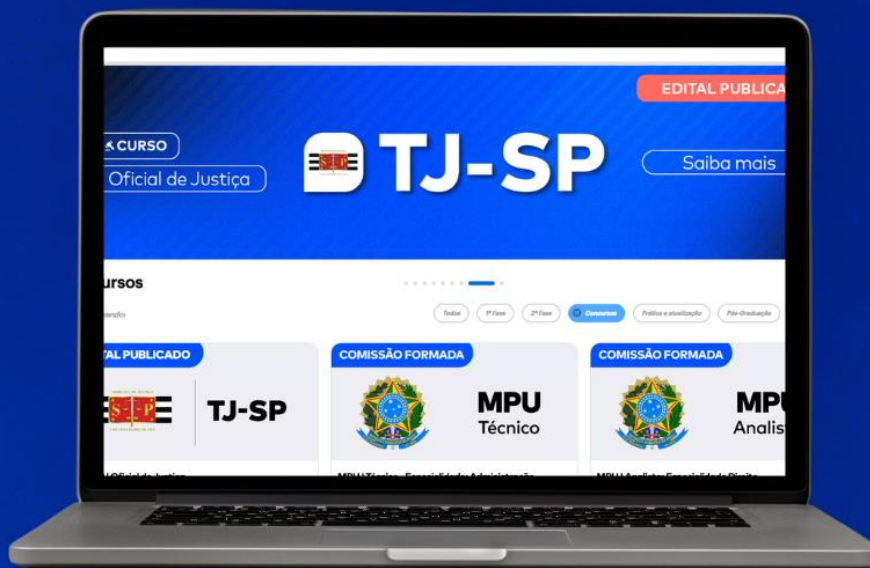 EDITAL PUBLICA
CURSO
Oficial de Justiça
TJ-SP
Saiba mais
ursos
Todos
1ª Fase
2ª Fase
Concursos
Prática e atualização
Pós-Graduação
AL PUBLICADO
COMISSÃO FORMADA
COMISSÃO FORMADA
S P
TJ-SP
MPU
Técnico
MPU
Analis